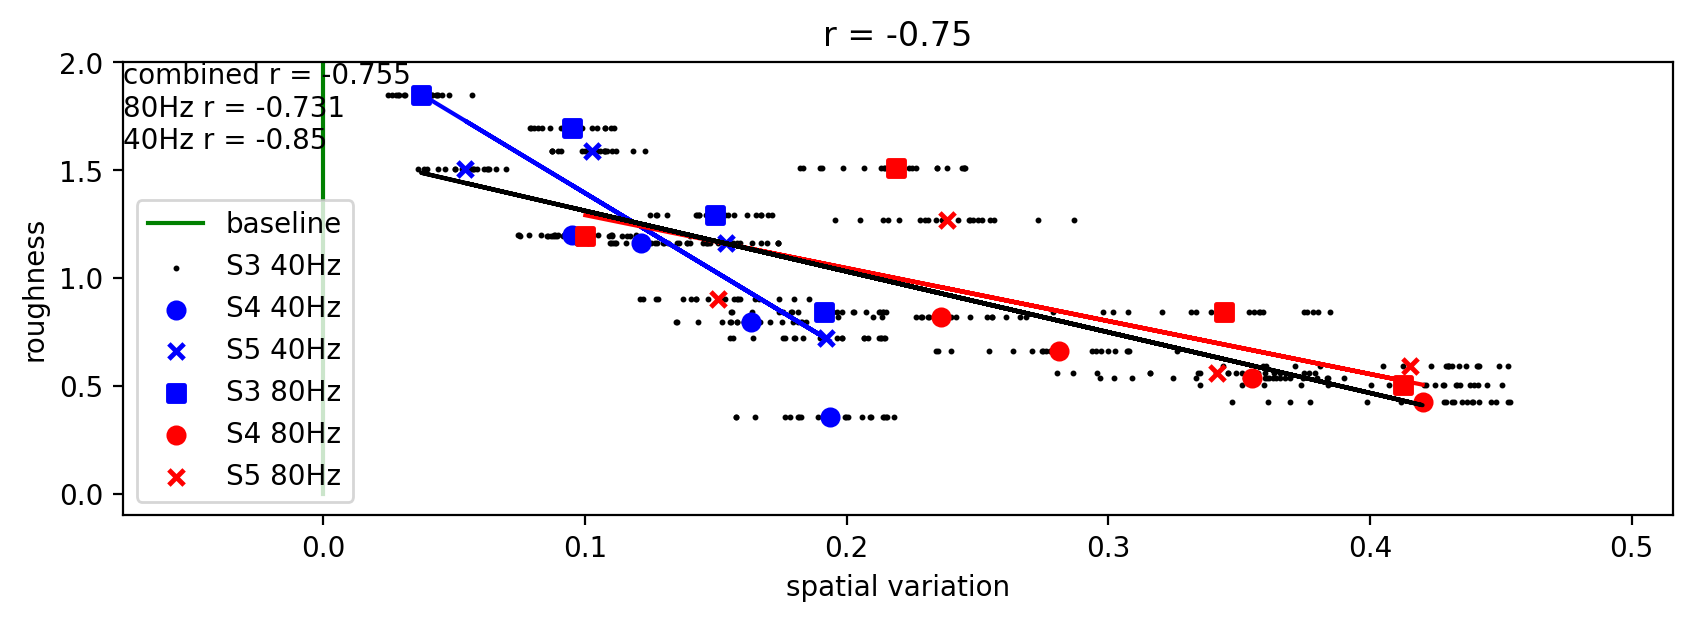 r = -0.75
combined r = -0.755
80Hz r = -0.731
40Hz r = -0.85
2.0
1.5
1.0
0.5
0.0
roughness
baseline
S3 40Hz
S4 40Hz
S5 40Hz
S3 80Hz
S4 80Hz
S5 80Hz
0.0 0.1 0.2 0.3 0.4 0.5
spatial variation